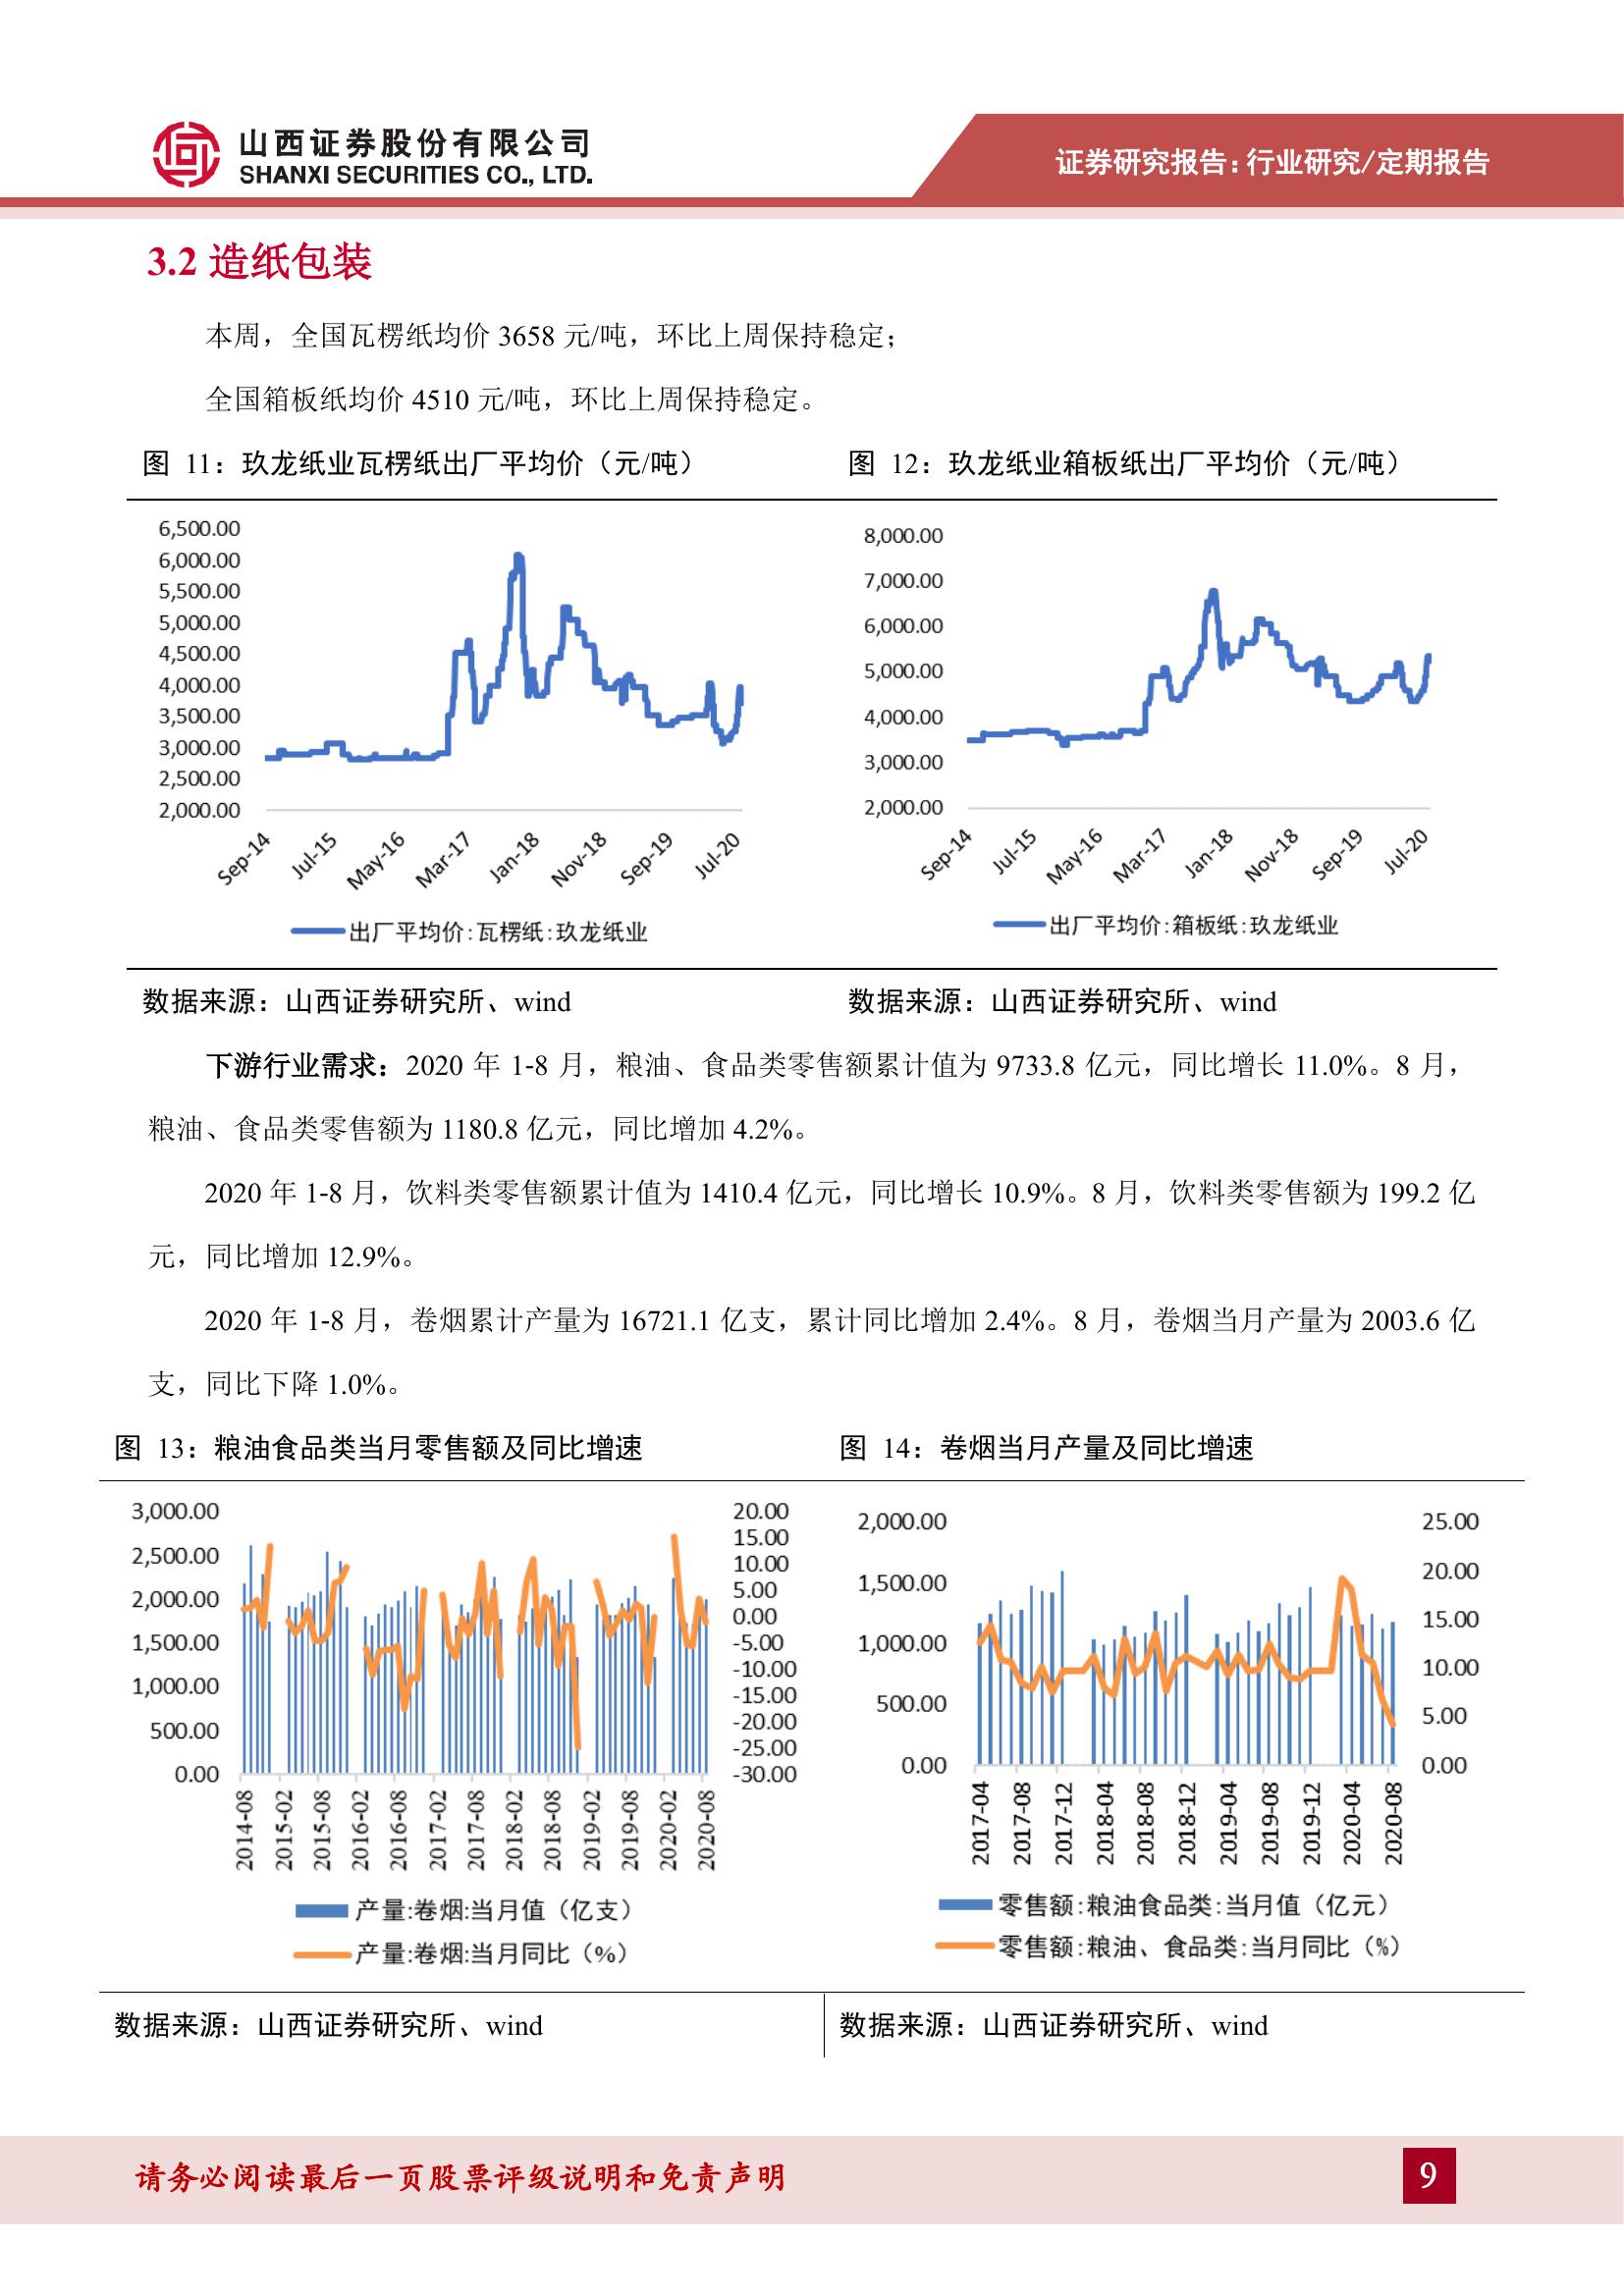 山西证券股份有限公司
SHANXI SECURITIES CO., LTD.
证券研究报告:行业研究/定期报告
3.2 造纸包装
本周，全国瓦楞纸均价 3658 元/吨，环比上周保持稳定；
全国箱板纸均价 4510 元/吨，环比上周保持稳定。
图 11：玖龙纸业瓦楞纸出厂平均价（元/吨）
图 12：玖龙纸业箱板纸出厂平均价（元/吨）
6,500.00
6,000.00
5,500.00
5,000.00
4,500.00
4,000.00
3,500.00
3,000.00
2,500.00
2,000.00
Sep-14
Jul-15
May-16
Mar-17
Jan-18
Nov-18
Sep-19
Jul-20
出厂平均价:瓦楞纸:玖龙纸业
8,000.00
7,000.00
6,000.00
5,000.00
4,000.00
3,000.00
2,000.00
Sep-14
Jul-15
May-16
Mar-17
Jan-18
Nov-18
Sep-19
Jul-20
出厂平均价:箱板纸:玖龙纸业
数据来源：山西证券研究所、wind
数据来源：山西证券研究所、wind
下游行业需求：2020 年 1-8 月，粮油、食品类零售额累计值为 9733.8 亿元，同比增长 11.0%。8 月，
粮油、食品类零售额为 1180.8 亿元，同比增加 4.2%。
2020 年 1-8 月，饮料类零售额累计值为 1410.4 亿元，同比增长 10.9%。8 月，饮料类零售额为 199.2 亿
元，同比增加 12.9%。
2020 年 1-8 月，卷烟累计产量为 16721.1 亿支，累计同比增加 2.4%。8 月，卷烟当月产量为 2003.6 亿
支，同比下降 1.0%。
图 13：粮油食品类当月零售额及同比增速
图 14：卷烟当月产量及同比增速
3,000.00
2,500.00
2,000.00
1,500.00
1,000.00
500.00
0.00
20.00
15.00
10.00
5.00
0.00
-5.00
-10.00
-15.00
-20.00
-25.00
-30.00
2014-08
2015-02
2015-08
2016-02
2016-08
2017-02
2017-08
2018-02
2018-08
2019-02
2019-08
2020-02
2020-08
产量:卷烟:当月值（亿支）
产量:卷烟:当月同比（%）
2,000.00
1,500.00
1,000.00
500.00
0.00
25.00
20.00
15.00
10.00
5.00
0.00
2017-04
2017-08
2017-12
2018-04
2018-08
2018-12
2019-04
2019-08
2019-12
2020-04
2020-08
零售额:粮油食品类:当月值（亿元）
零售额:粮油、食品类:当月同比（%）
数据来源：山西证券研究所、wind
数据来源：山西证券研究所、wind
请务必阅读最后一页股票评级说明和免责声明
9